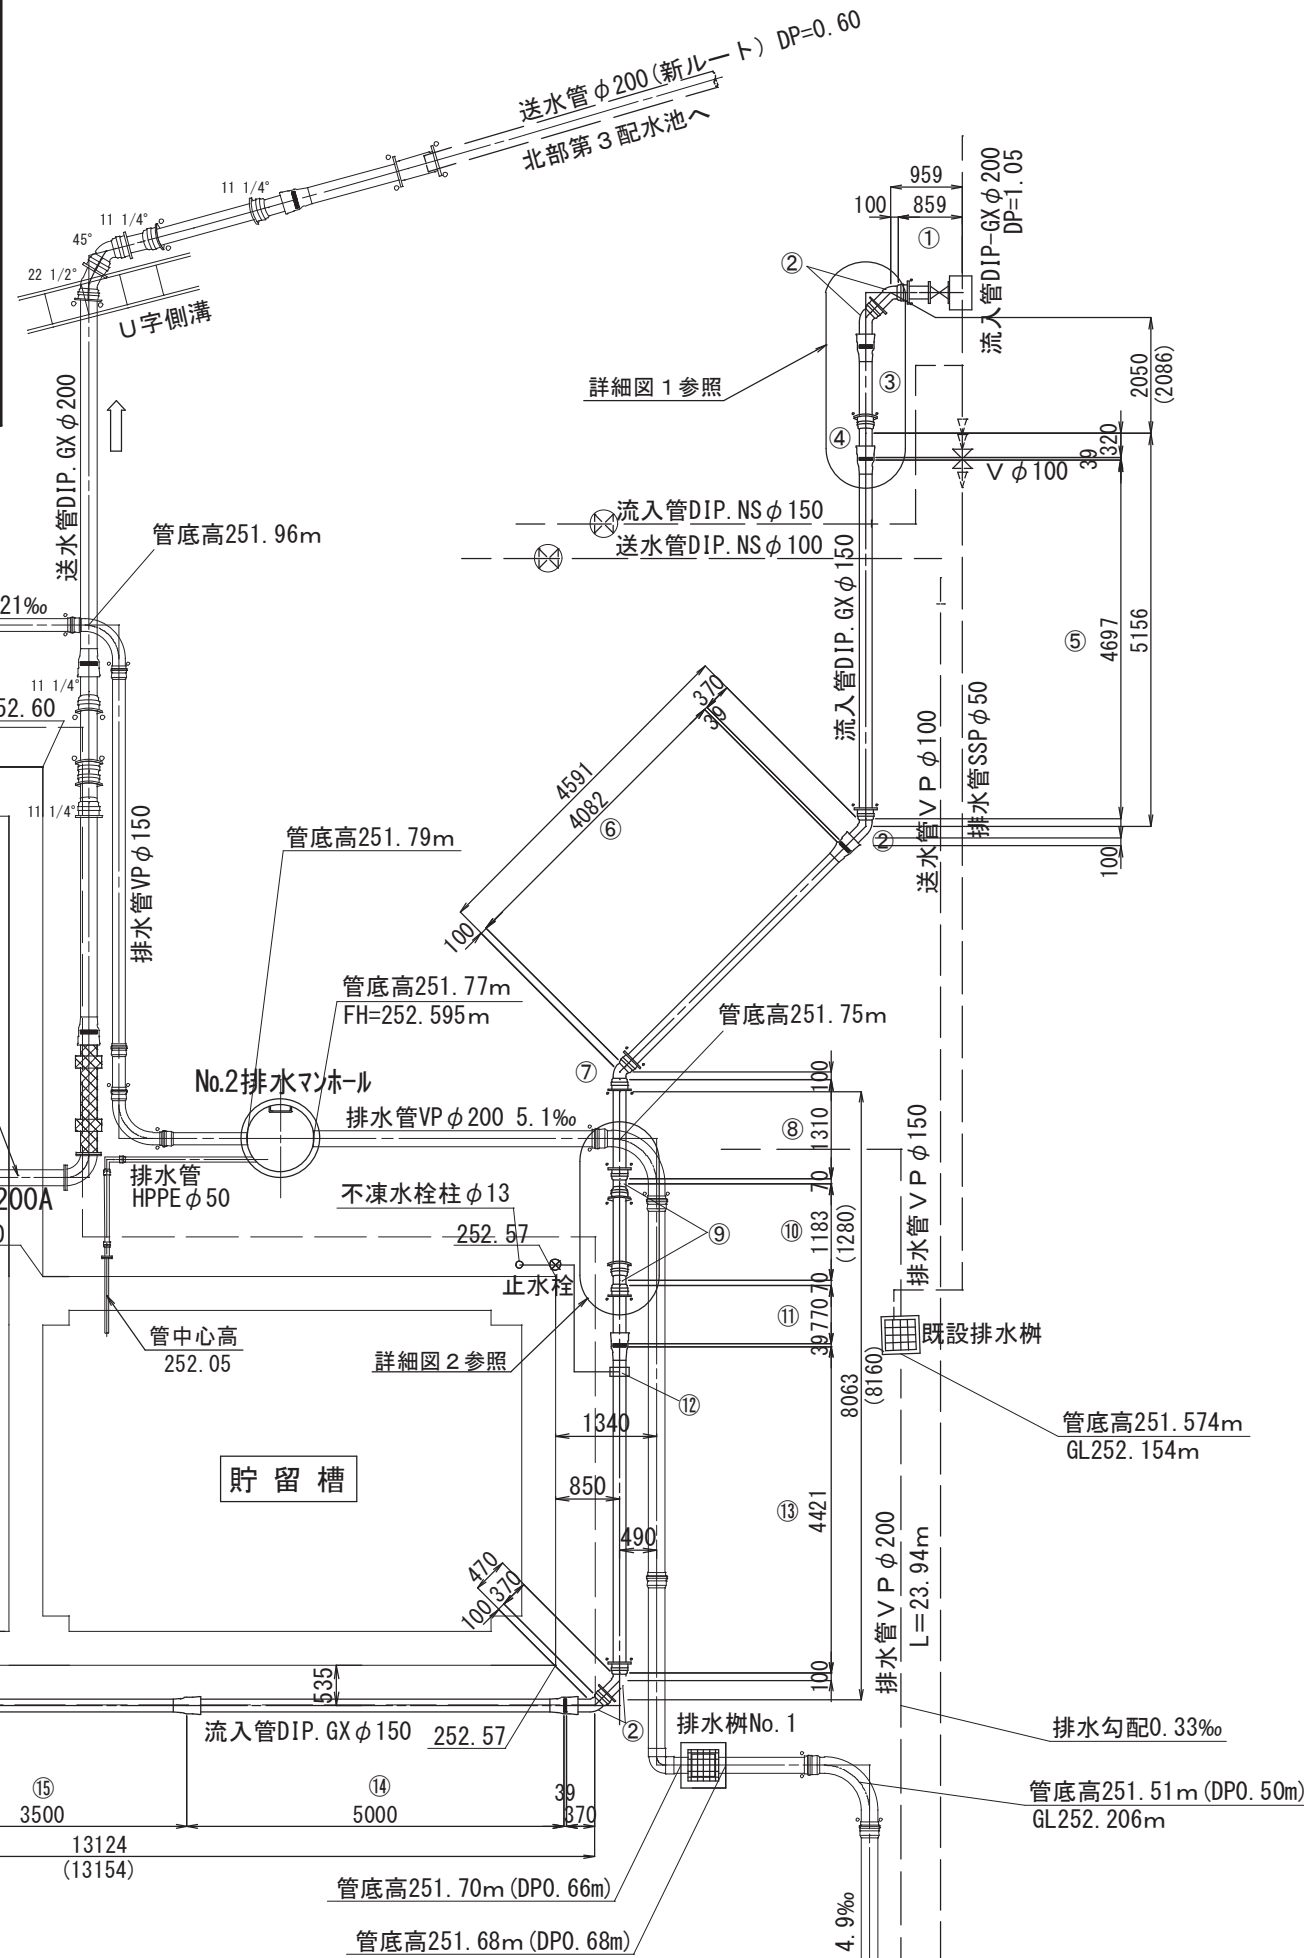 送水管φ200(新ルート) DP=0.60
北部第３配水池へ
11 1/4°
11 1/4°
45°
22 1/2°
U字側溝
959
100
859
①
流入管DIP-GXφ200
DP=1.05
②
詳細図１参照
③
④
2050
(2086)
320
39
Vφ100
送水管DIP.GXφ200
管底高251.96m
流入管DIP.NSφ150
送水管DIP.NSφ100
流入管DIP.GXφ150
⑤
4697
5156
21‰
11 1/4°
52.60
370
39
4591
4082
⑥
100
送水管ＶＰφ100
排水管SSPφ50
11 1/4°
排水管VPφ150
管底高251.79m
②
100
管底高251.77m
FH=252.595m
管底高251.75m
⑦
100
No.2排水マンホール
排水管VPφ200 5.1‰
⑧
1310
排水管ＶＰφ150
200A
0
排水管
HPPEφ50
不凍水栓柱φ13
252.57
止水栓
70
⑨
⑩
1183
(1280)
70
⑪
770
39
既設排水桝
管中心高
252.05
詳細図２参照
⑫
8063
(8160)
1340
管底高251.574m
GL252.154m
貯留槽
850
490
⑬
4421
排水管ＶＰφ200
L=23.94m
470
370
100
100
535
流入管DIP.GXφ150
252.57
②
排水桝No.1
排水勾配0.33‰
⑮
3500
⑭
5000
39
370
管底高251.51m(DP0.50m)
GL252.206m
13124
(13154)
管底高251.70m(DP0.66m)
管底高251.68m(DP0.68m)
4.9‰